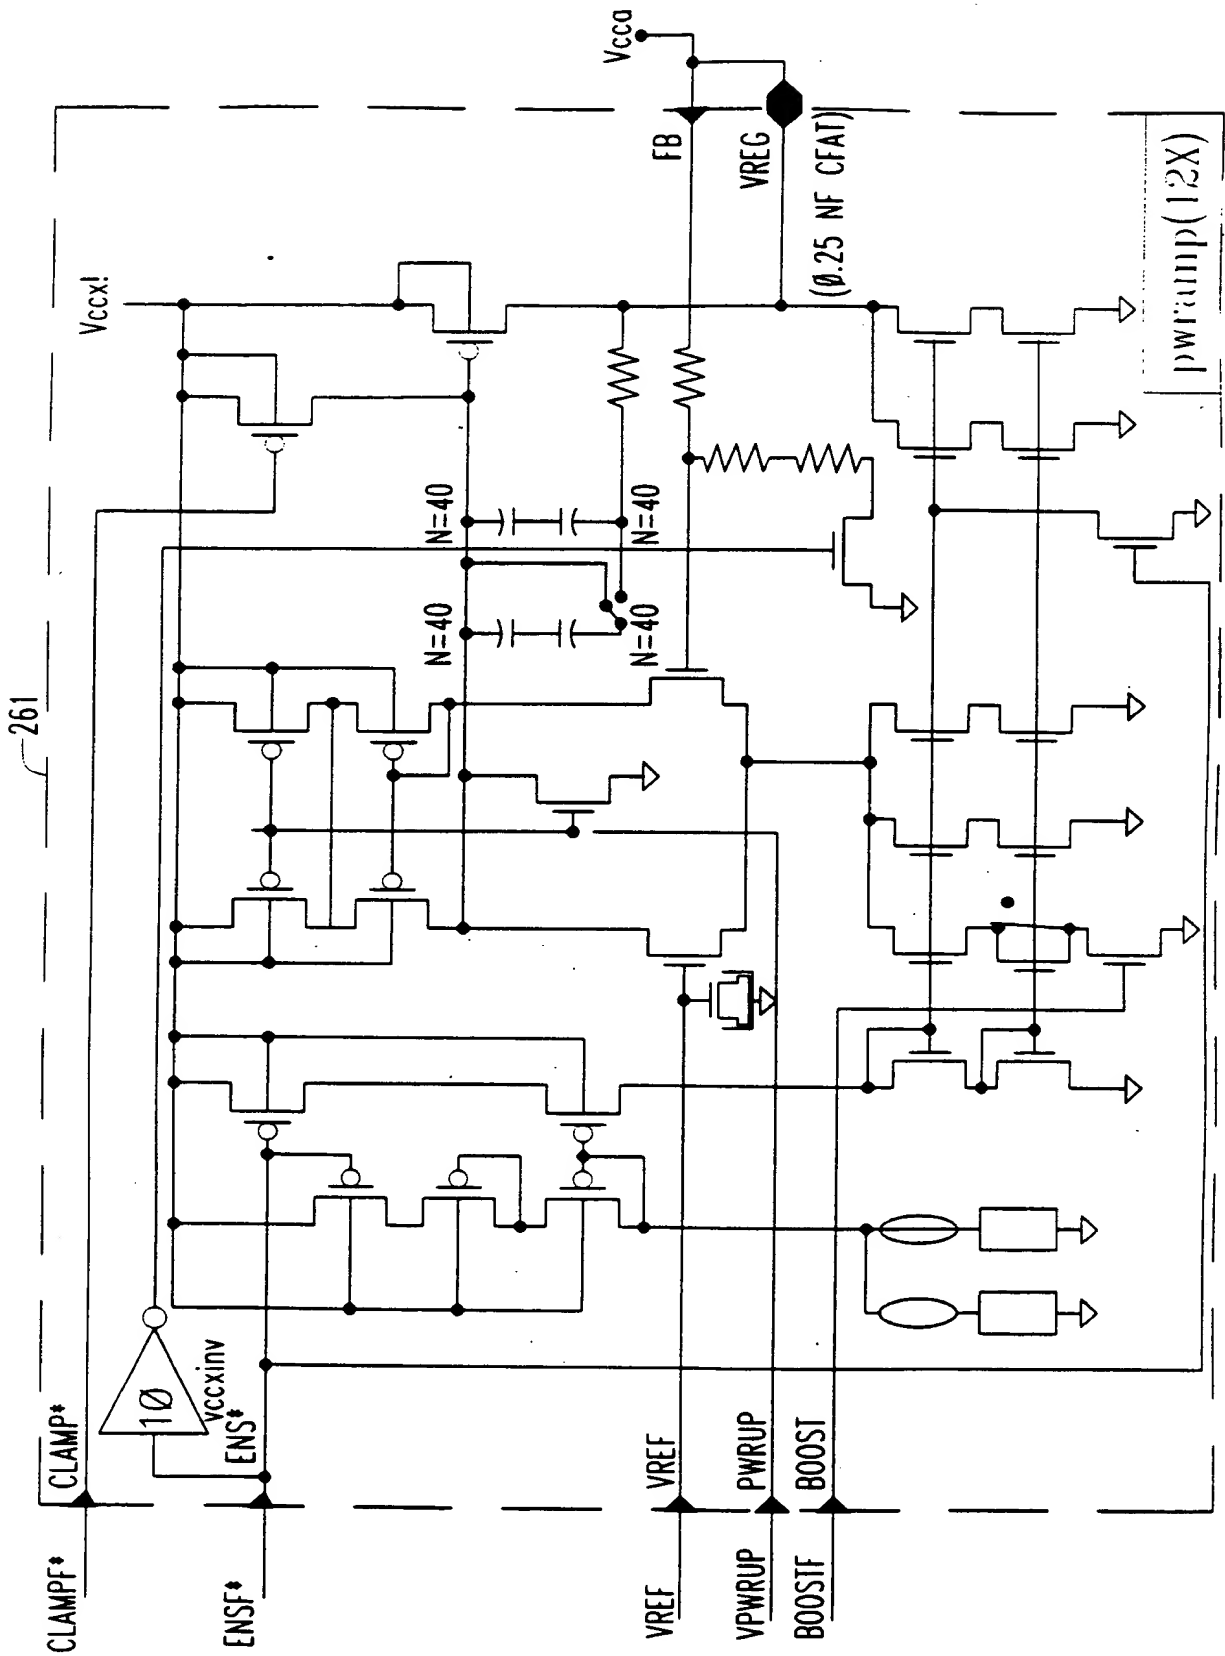 261
CLAMPF*
CLAMP*
ENSF*
ENS*
10
vccxinv
VREF
VREF
VPWRUP
PWRUP
BOOSTF
BOOST
Vccx!
N=40
N=40
N=40
N=40
Vcca
FB
VREG
(0.25 NF CFAT)
pwramp(12X)